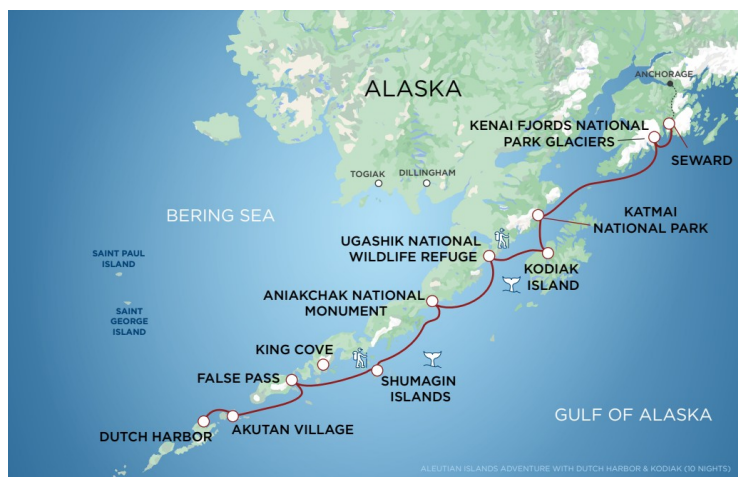 ANCHORAGE
ALASKA
KENAI FJORDS NATIONAL
PARK GLACIERS
SEWARD
TOGIAK
DILLINGHAM
BERING SEA
KATMAI
NATIONAL PARK
UGASHIK NATIONAL
WILDLIFE REFUGE
SAINT PAUL
ISLAND
KODIAK
ISLAND
ANIAKCHAK NATIONAL
MONUMENT
SAINT
GEORGE
ISLAND
KING COVE
FALSE PASS
SHUMAGIN
ISLANDS
GULF OF ALASKA
DUTCH HARBOR
AKUTAN VILLAGE
ALEUTIAN ISLANDS ADVENTURE WITH DUTCH HARBOR & KODIAK (10 NIGHTS)